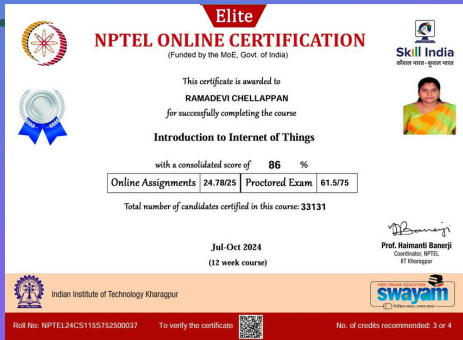 Elite
NPTEL ONLINE CERTIFICATION
(Funded by the MoE, Govt. of India)
Skill India
कौशल भारत - कुशल भारत
This certificate is awarded to
RAMADEVI CHELLAPPAN
for successfully completing the course
Introduction to Internet of Things
with a consolidated score of 86 %
Online Assignments 24.78/25 Proctored Exam 61.5/75
Total number of candidates certified in this course: 33131
Jul-Oct 2024
(12 week course)
Prof. Haimanti Banerji
Coordinator, NPTEL
IIT Kharagpur
Indian Institute of Technology Kharagpur
FREE ONLINE EDUCATION
swayam
Roll No: NPTEL24CS115S752500037 To verify the certificate No. of credits recommended: 3 or 4